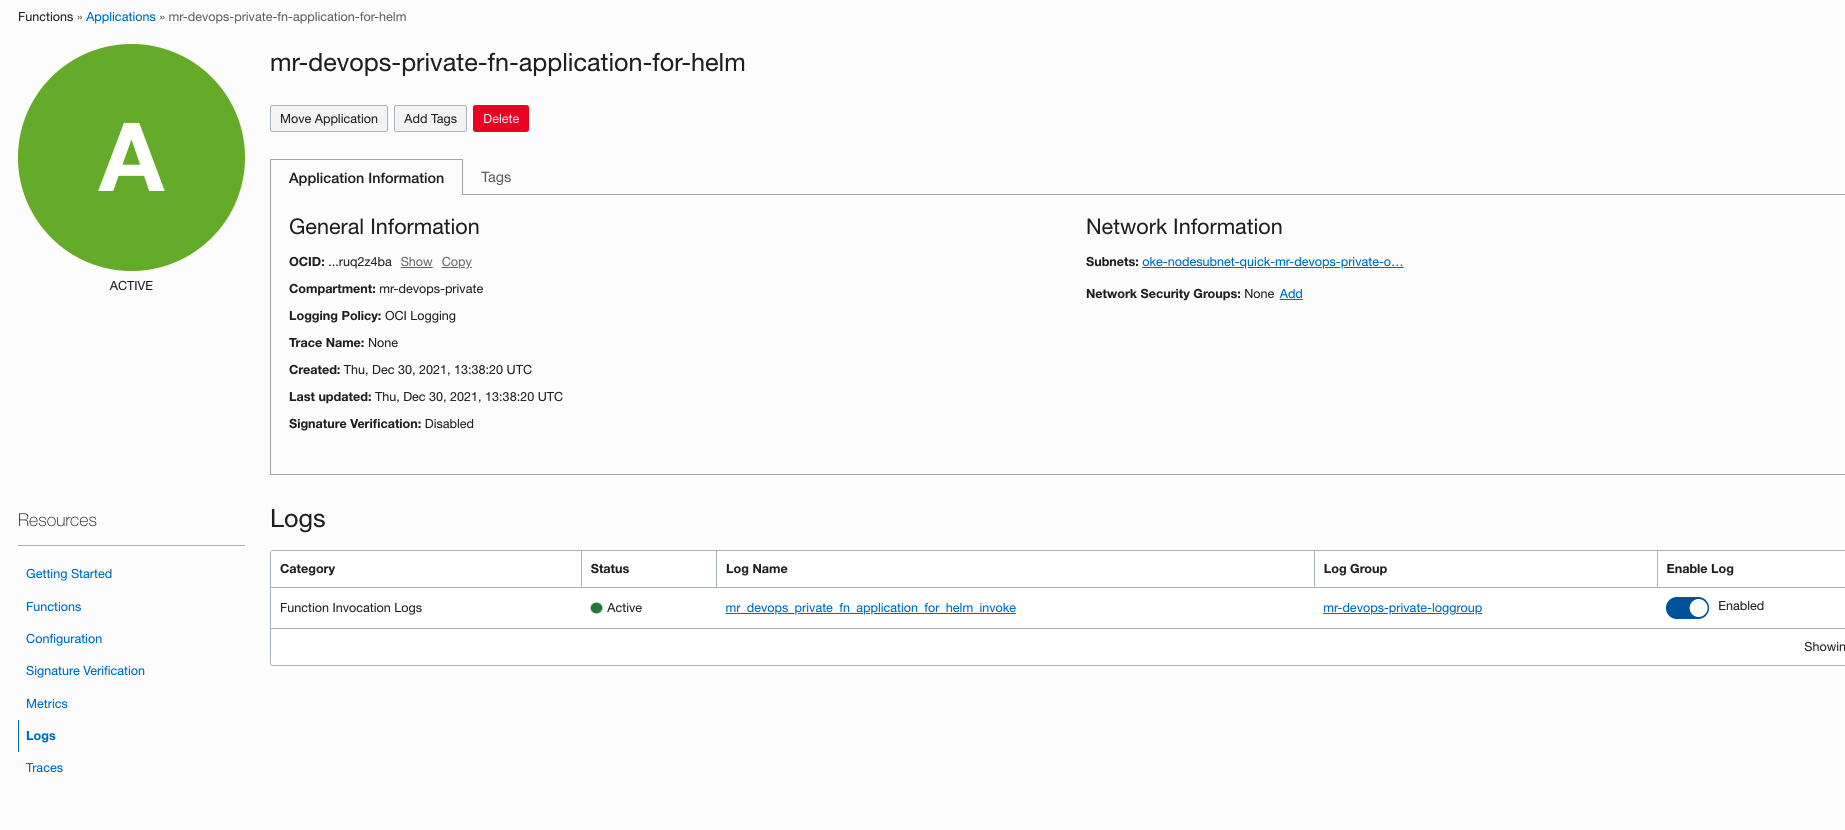 Functions » Applications » mr-devops-private-fn-application-for-helm
A
ACTIVE
mr-devops-private-fn-application-for-helm
Move Application Add Tags Delete
Application Information Tags
General Information
OCID: ...ruq2z4ba Show Copy
Compartment: mr-devops-private
Logging Policy: OCI Logging
Trace Name: None
Created: Thu, Dec 30, 2021, 13:38:20 UTC
Last updated: Thu, Dec 30, 2021, 13:38:20 UTC
Signature Verification: Disabled
Network Information
Subnets: oke-nodesubnet-quick-mr-devops-private-o…
Network Security Groups: None Add
Resources
Getting Started
Functions
Configuration
Signature Verification
Metrics
Logs
Traces
Logs
Category Status Log Name Log Group Enable Log
Function Invocation Logs Active mr_devops_private_fn_application_for_helm_invoke mr-devops-private-loggroup Enabled
Showin